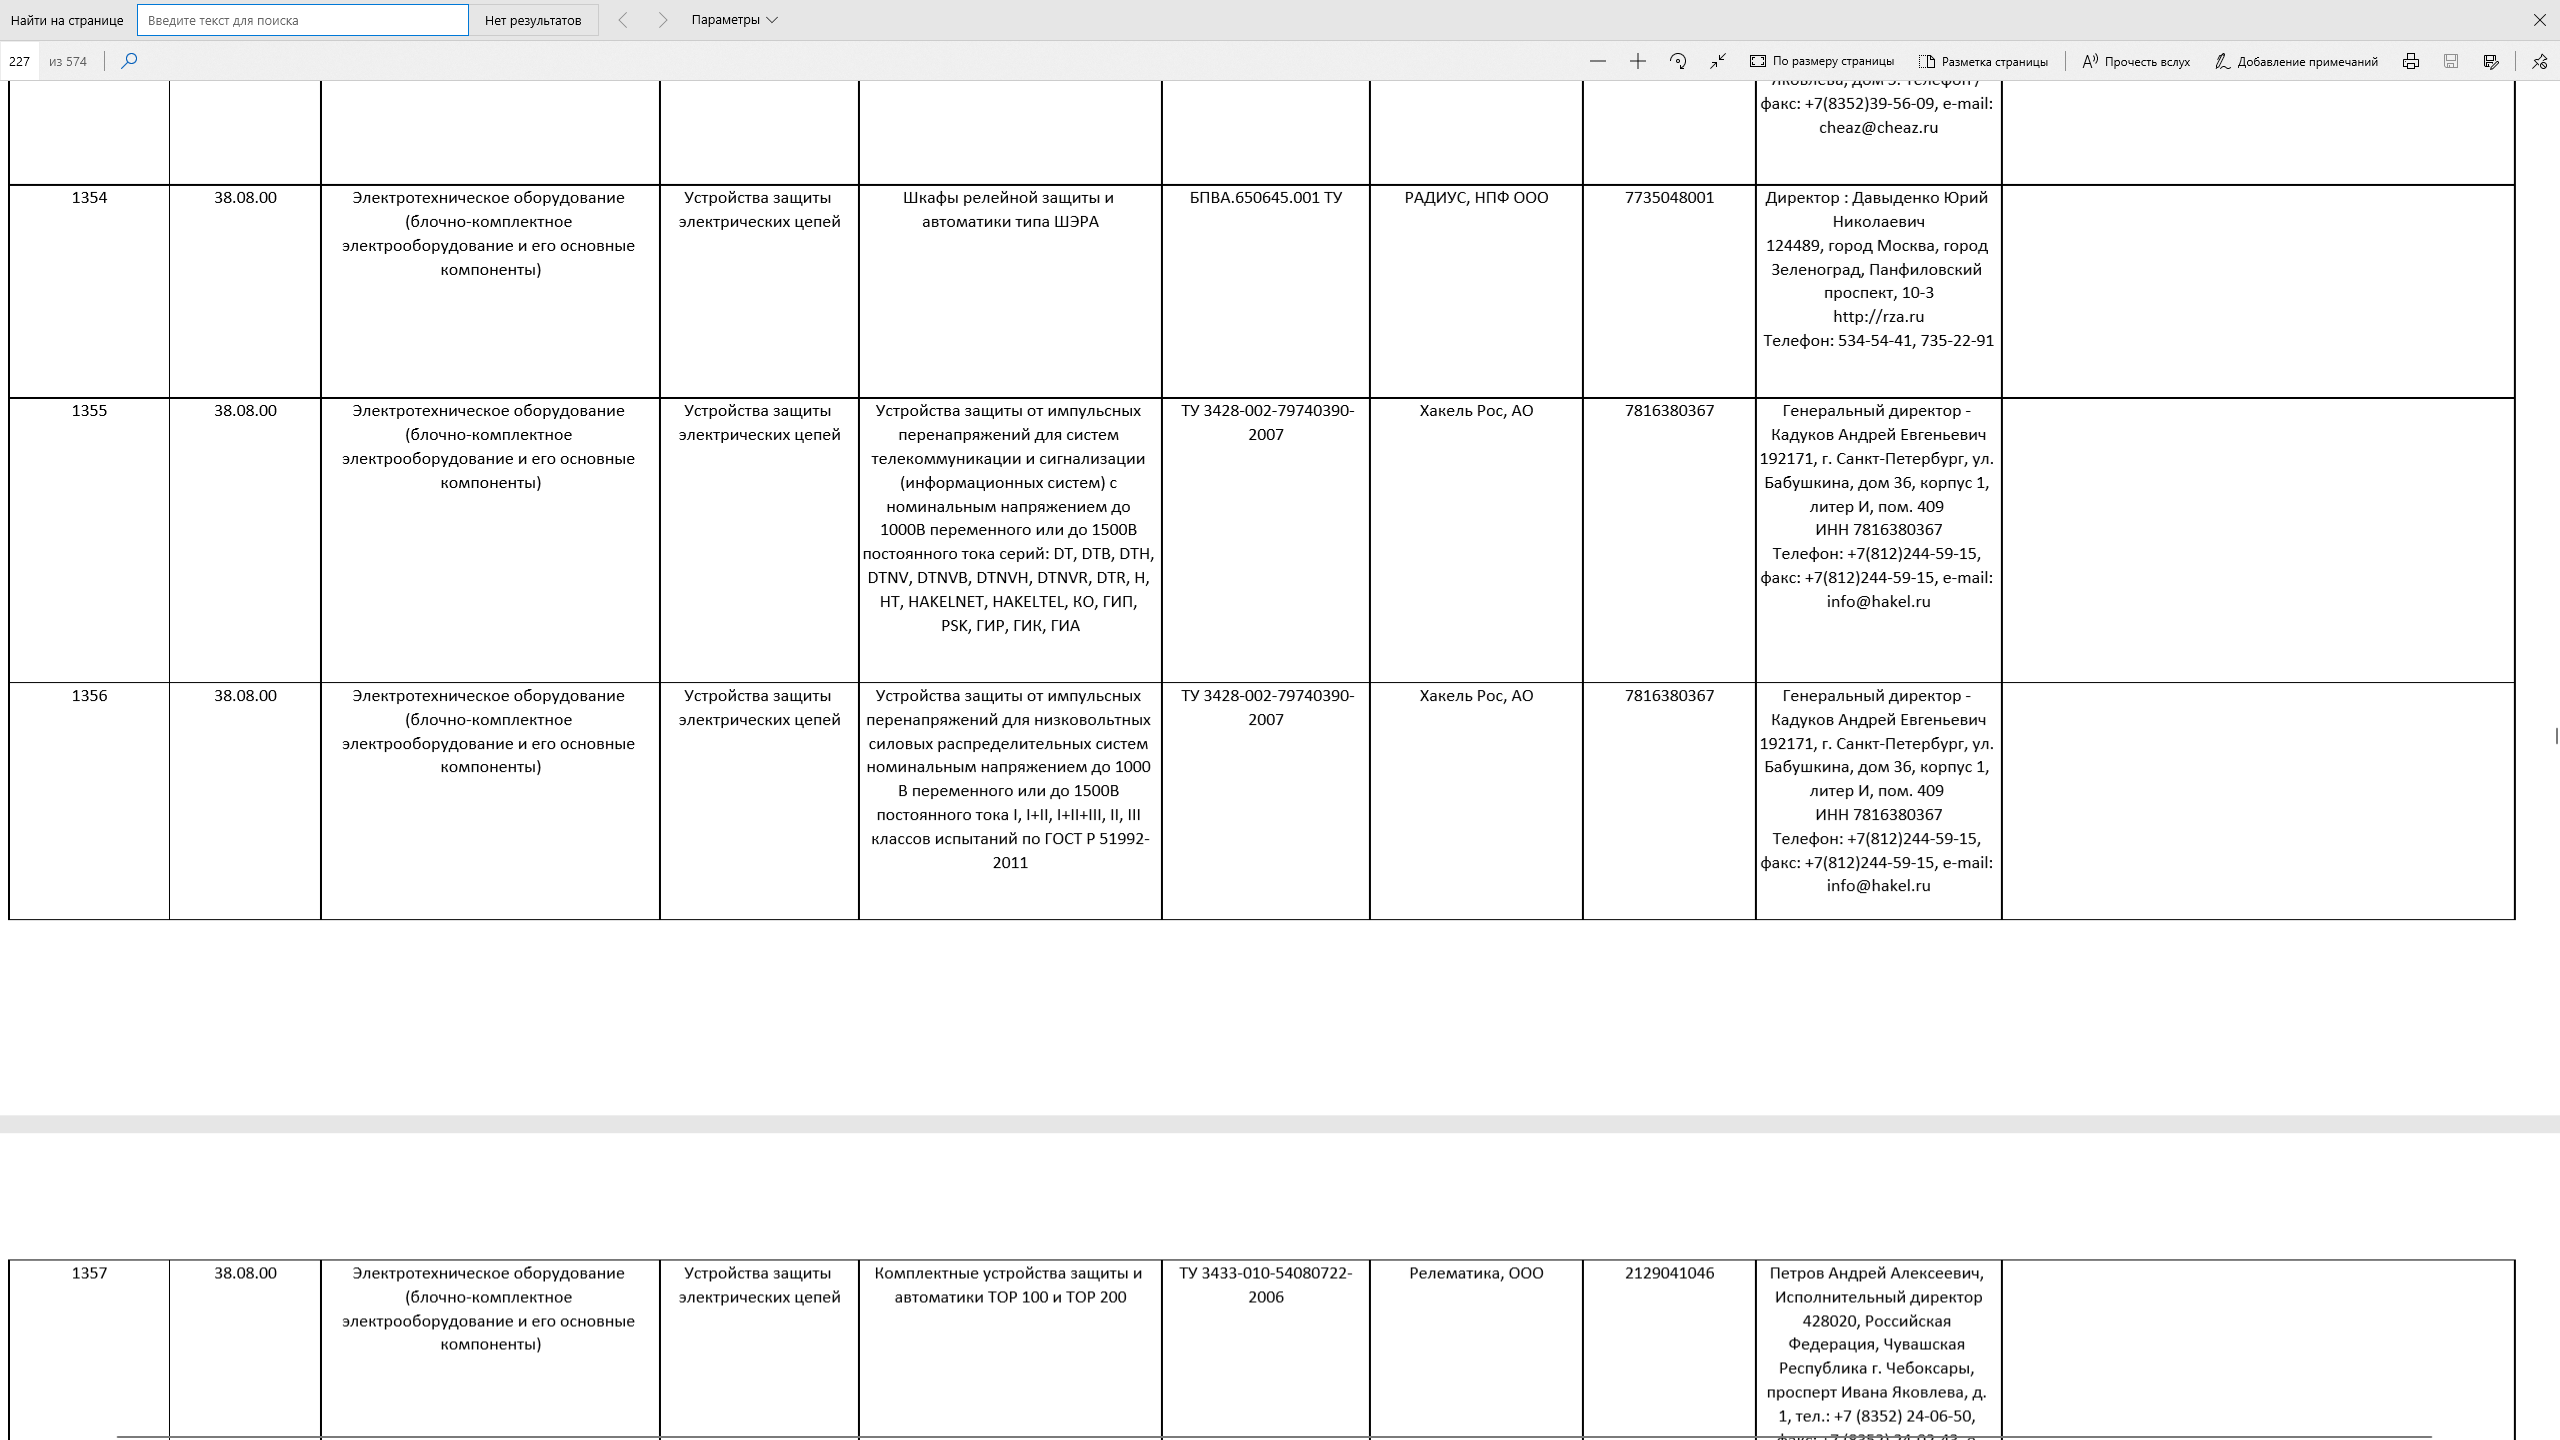 Найти на странице
Введите текст для поиска
Нет результатов
Параметры
227
из 574
По размеру страницы
Разметка страницы
Прочесть вслух
Добавление примечаний
факс: +7(8352)39-56-09, e-mail:
cheaz@cheaz.ru
1354
38.08.00
Электротехническое оборудование
(блочно-комплектное
электрооборудование и его основные
компоненты)
Устройства защиты
электрических цепей
Шкафы релейной защиты и
автоматики типа ШЭРА
БПВА.650645.001 ТУ
РАДИУС, НПФ ООО
7735048001
Директор : Давыденко Юрий
Николаевич
124489, город Москва, город
Зеленоград, Панфиловский
проспект, 10-3
http://rza.ru
Телефон: 534-54-41, 735-22-91
1355
38.08.00
Электротехническое оборудование
(блочно-комплектное
электрооборудование и его основные
компоненты)
Устройства защиты
электрических цепей
Устройства защиты от импульсных
перенапряжений для систем
телекоммуникации и сигнализации
(информационных систем) с
номинальным напряжением до
1000В переменного или до 1500В
постоянного тока серий: DT, DTB, DTH,
DTNV, DTNVB, DTNVH, DTNVR, DTR, H,
HT, HAKELNET, HAKELTEL, КО, ГИП,
PSK, ГИР, ГИК, ГИА
ТУ 3428-002-79740390-
2007
Хакель Рос, АО
7816380367
Генеральный директор -
Кадуков Андрей Евгеньевич
192171, г. Санкт-Петербург, ул.
Бабушкина, дом 36, корпус 1,
литер И, пом. 409
ИНН 7816380367
Телефон: +7(812)244-59-15,
факс: +7(812)244-59-15, e-mail:
info@hakel.ru
1356
38.08.00
Электротехническое оборудование
(блочно-комплектное
электрооборудование и его основные
компоненты)
Устройства защиты
электрических цепей
Устройства защиты от импульсных
перенапряжений для низковольтных
силовых распределительных систем
номинальным напряжением до 1000
В переменного или до 1500В
постоянного тока I, I+II, I+II+III, II, III
классов испытаний по ГОСТ Р 51992-
2011
ТУ 3428-002-79740390-
2007
Хакель Рос, АО
7816380367
Генеральный директор -
Кадуков Андрей Евгеньевич
192171, г. Санкт-Петербург, ул.
Бабушкина, дом 36, корпус 1,
литер И, пом. 409
ИНН 7816380367
Телефон: +7(812)244-59-15,
факс: +7(812)244-59-15, e-mail:
info@hakel.ru
1357
38.08.00
Электротехническое оборудование
(блочно-комплектное
электрооборудование и его основные
компоненты)
Устройства защиты
электрических цепей
Комплектные устройства защиты и
автоматики ТОР 100 и ТОР 200
ТУ 3433-010-54080722-
2006
Релематика, ООО
2129041046
Петров Андрей Алексеевич,
Исполнительный директор
428020, Российская
Федерация, Чувашская
Республика г. Чебоксары,
просперт Ивана Яковлева, д.
1, тел.: +7 (8352) 24-06-50,